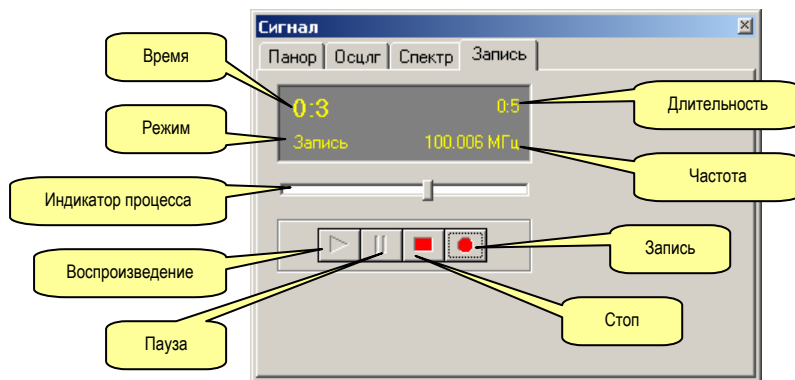 Сигнал
Время
Панор Осцлг Спектр Запись
0:3 0:5
Длительность
Режим
Запись 100.006 МГц
Частота
Индикатор процесса
Запись
Воспроизведение
Стоп
Пауза